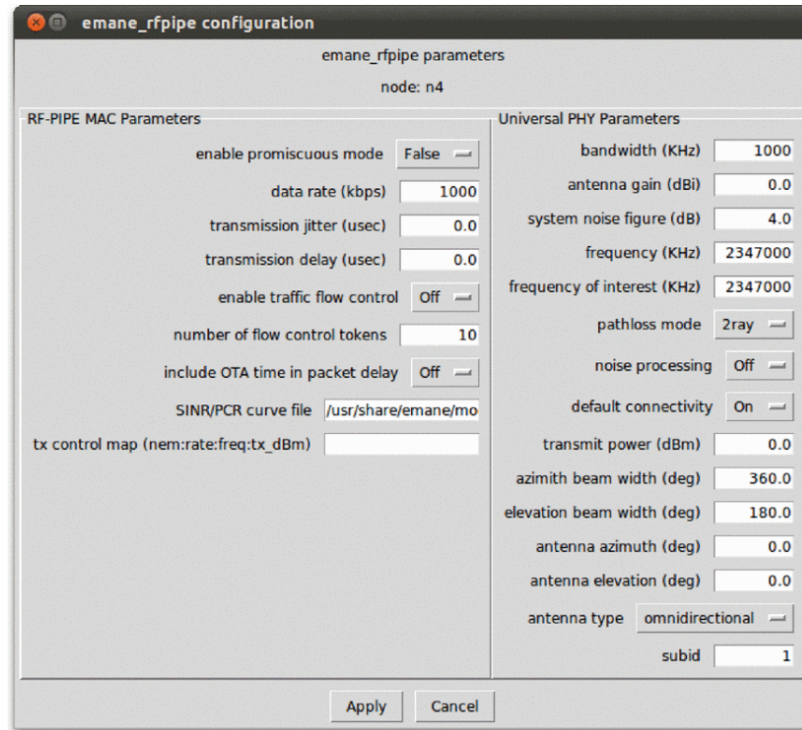 emane_rfpipe configuration
emane_rfpipe parameters
node: n4
RF-PIPE MAC Parameters
enable promiscuous mode False
data rate (kbps) 1000
transmission jitter (usec) 0.0
transmission delay (usec) 0.0
enable traffic flow control Off
number of flow control tokens 10
include OTA time in packet delay Off
SINR/PCR curve file /usr/share/emane/mo
tx control map (nem:rate:freq:tx_dBm)
Universal PHY Parameters
bandwidth (KHz) 1000
antenna gain (dBi) 0.0
system noise figure (dB) 4.0
frequency (KHz) 2347000
frequency of interest (KHz) 2347000
pathloss mode 2ray
noise processing Off
default connectivity On
transmit power (dBm) 0.0
azimith beam width (deg) 360.0
elevation beam width (deg) 180.0
antenna azimuth (deg) 0.0
antenna elevation (deg) 0.0
antenna type omnidirectional
subid 1
Apply Cancel